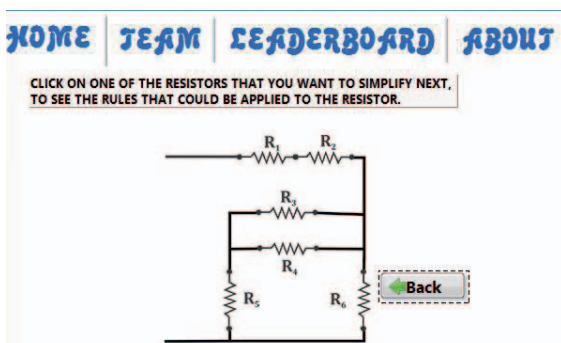 HOME TEAM LEADERBOARD ABOUT
CLICK ON ONE OF THE RESISTORS THAT YOU WANT TO SIMPLIFY NEXT,
TO SEE THE RULES THAT COULD BE APPLIED TO THE RESISTOR.
R₁ R₂
R₃
R₄
R₅ R₆ Back